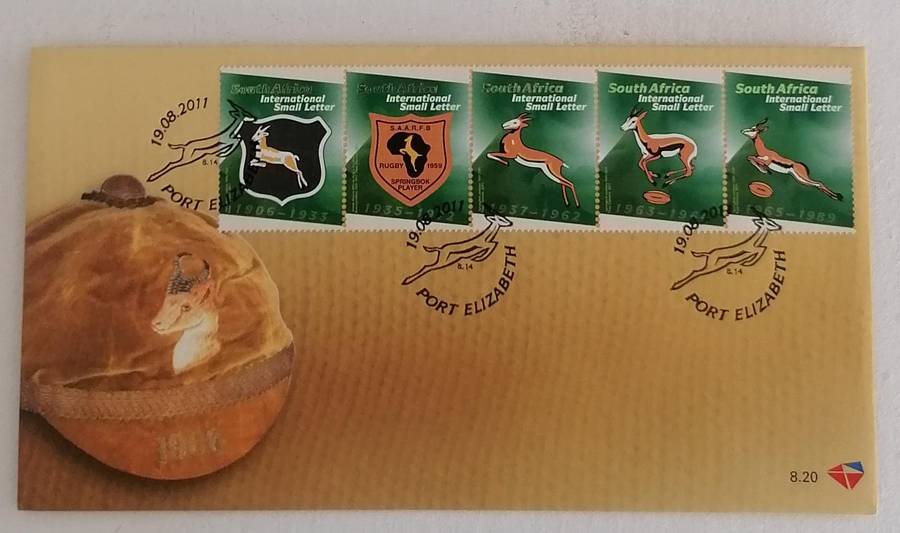 South Africa
International
Small Letter
1906-1933
South Africa
International
Small Letter
S.A.A.R.F.B
RUGBY 1959
SPRINGBOK
PLAYER
1935-19
South Africa
International
Small Letter
1937-1962
South Africa
International
Small Letter
1963-19
South Africa
International
Small Letter
1965-1989
19.08.2011
8.14
PORT ELIZABETH
19.08.2011
8.14
PORT ELIZABETH
19.08.2011
8.14
PORT ELIZABETH
1906
8.20